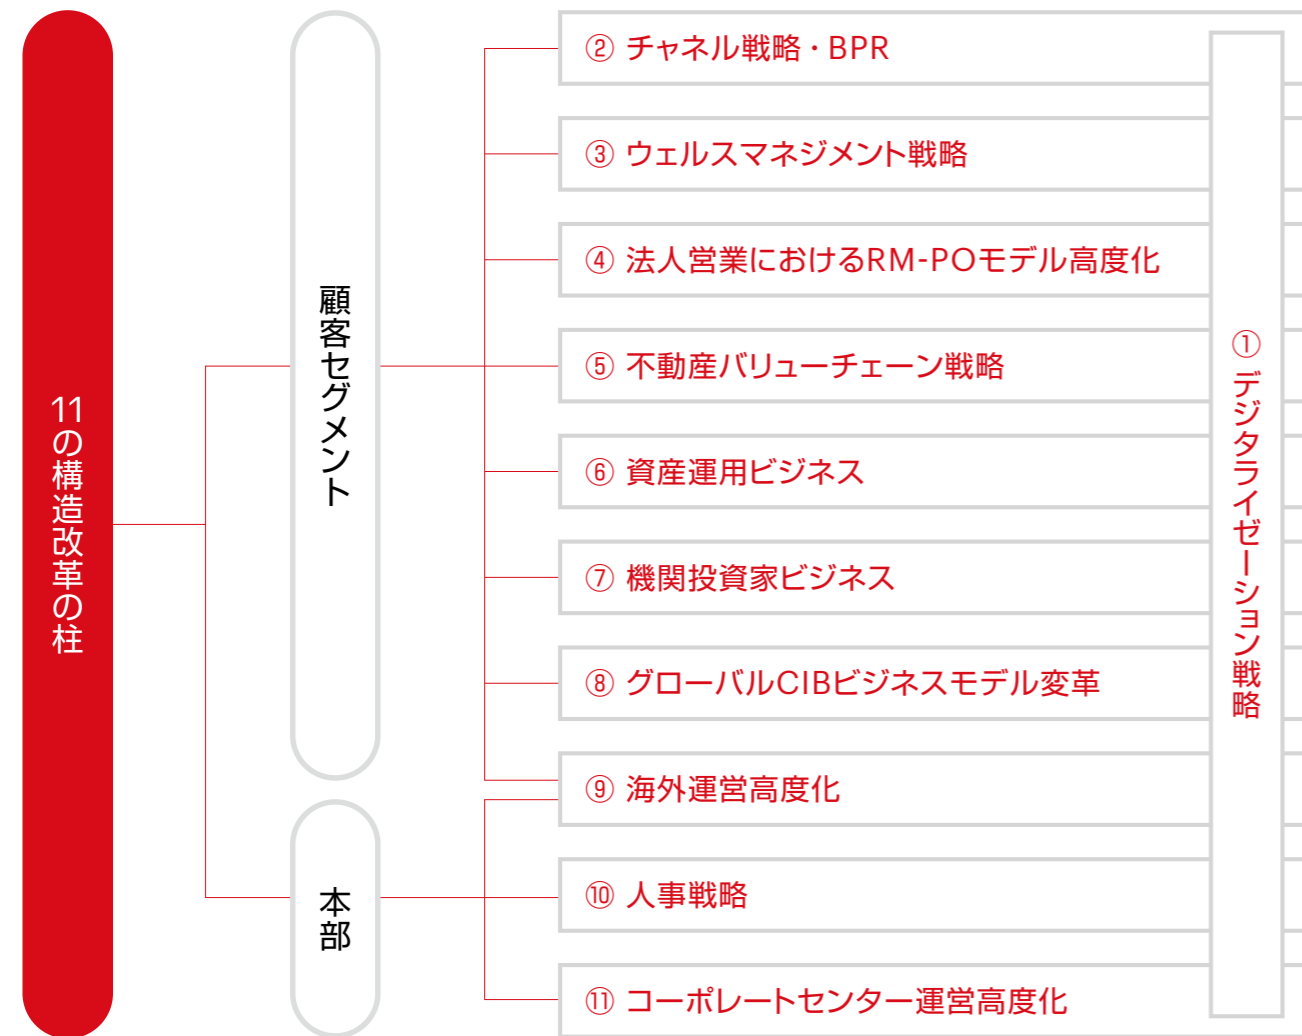 11の構造改革の柱
顧客セグメント
本部
② チャネル戦略・BPR
③ ウェルスマネジメント戦略
④ 法人営業におけるRM-POモデル高度化
⑤ 不動産バリューチェーン戦略
⑥ 資産運用ビジネス
⑦ 機関投資家ビジネス
⑧ グローバルCIBビジネスモデル変革
⑨ 海外運営高度化
⑩ 人事戦略
⑪ コーポレートセンター運営高度化
① デジタライゼーション戦略